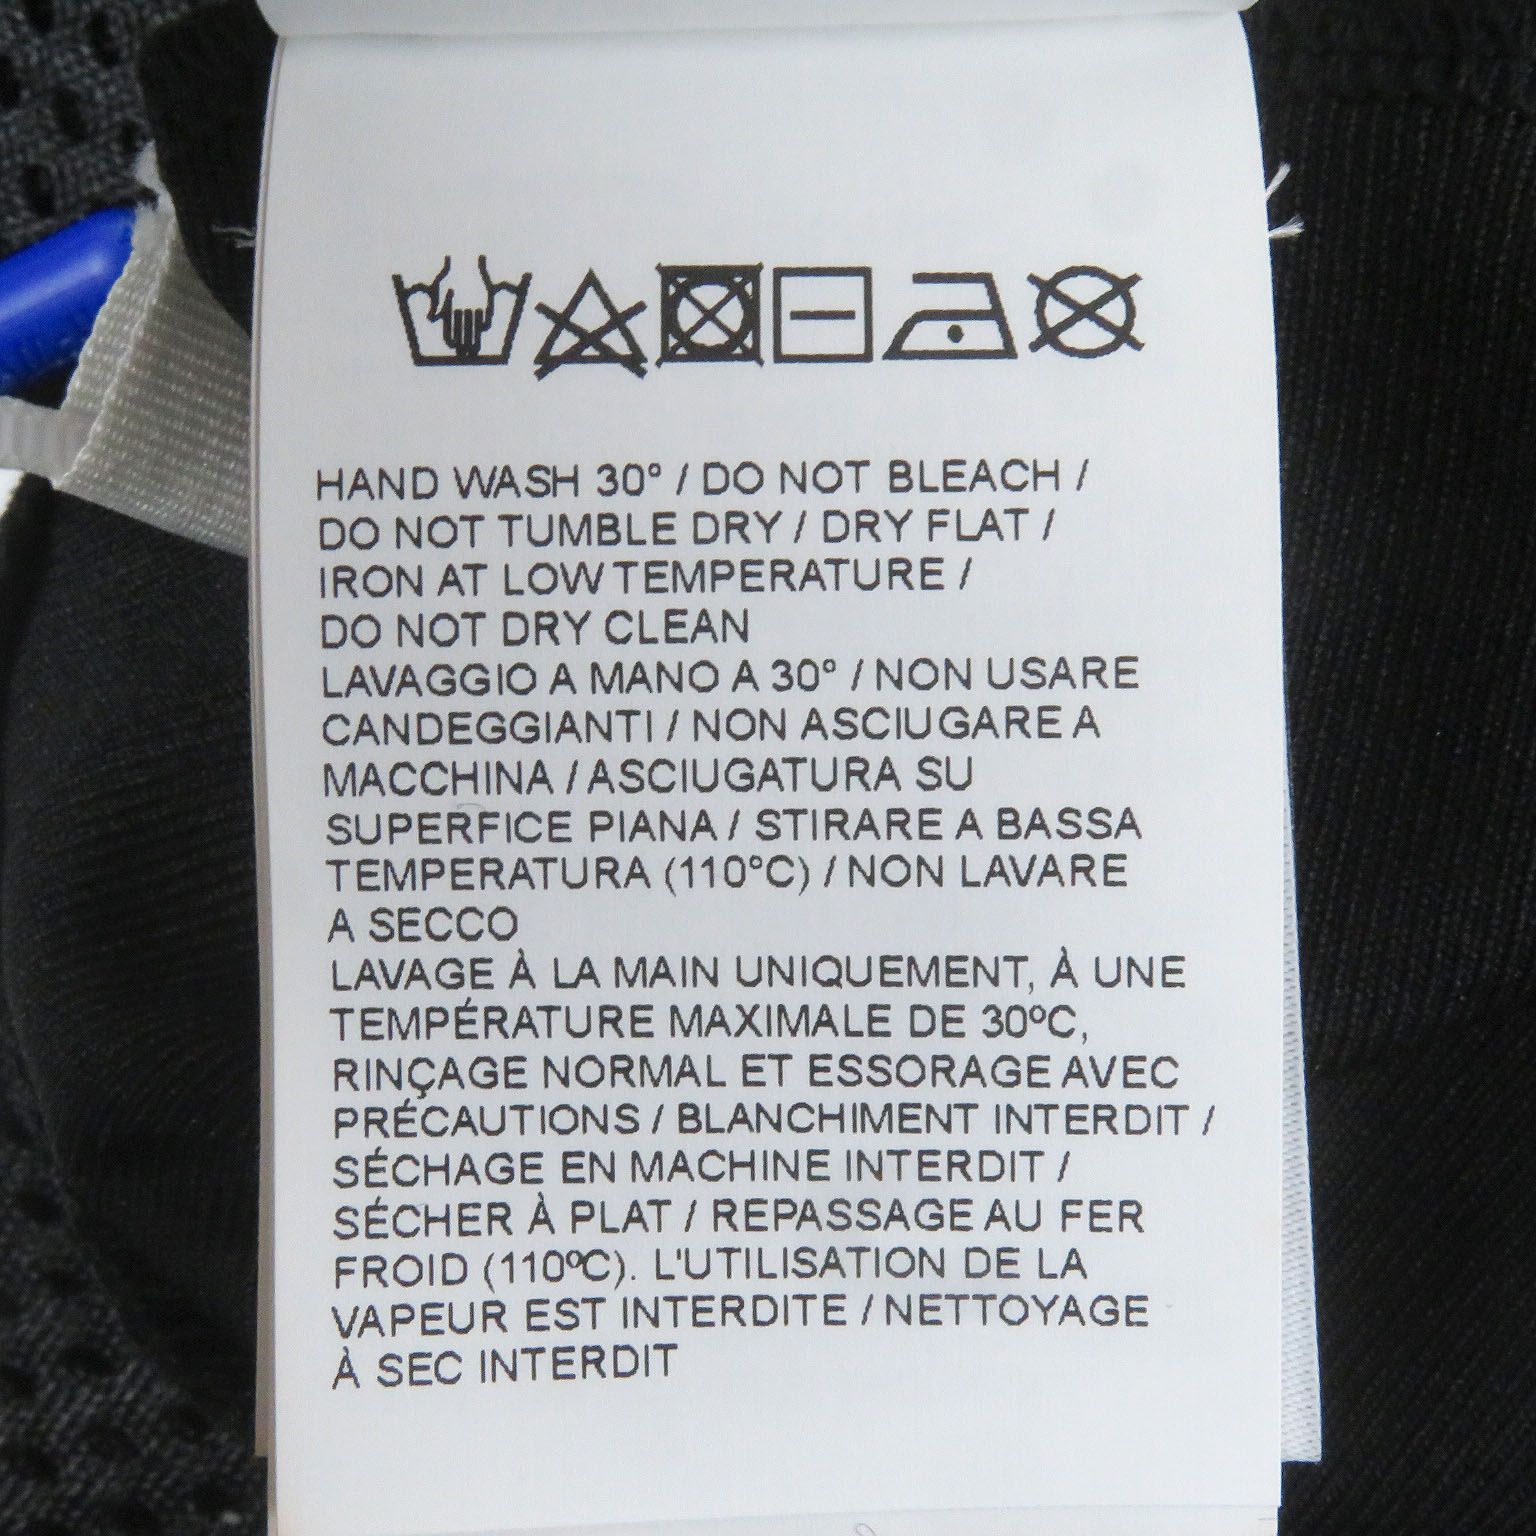 HAND WASH 30° / DO NOT BLEACH /
DO NOT TUMBLE DRY / DRY FLAT /
IRON AT LOW TEMPERATURE /
DO NOT DRY CLEAN
LAVAGGIO A MANO A 30° / NON USARE
CANDEGGIANTI / NON ASCIUGARE A
MACCHINA / ASCIUGATURA SU
SUPERFICE PIANA / STIRARE A BASSA
TEMPERATURA (110°C) / NON LAVARE
A SECCO
LAVAGE À LA MAIN UNIQUEMENT, À UNE
TEMPÉRATURE MAXIMALE DE 30ºC,
RINÇAGE NORMAL ET ESSORAGE AVEC
PRÉCAUTIONS / BLANCHIMENT INTERDIT /
SÉCHAGE EN MACHINE INTERDIT /
SÉCHER À PLAT / REPASSAGE AU FER
FROID (110ºC). L'UTILISATION DE LA
VAPEUR EST INTERDITE / NETTOYAGE
À SEC INTERDIT